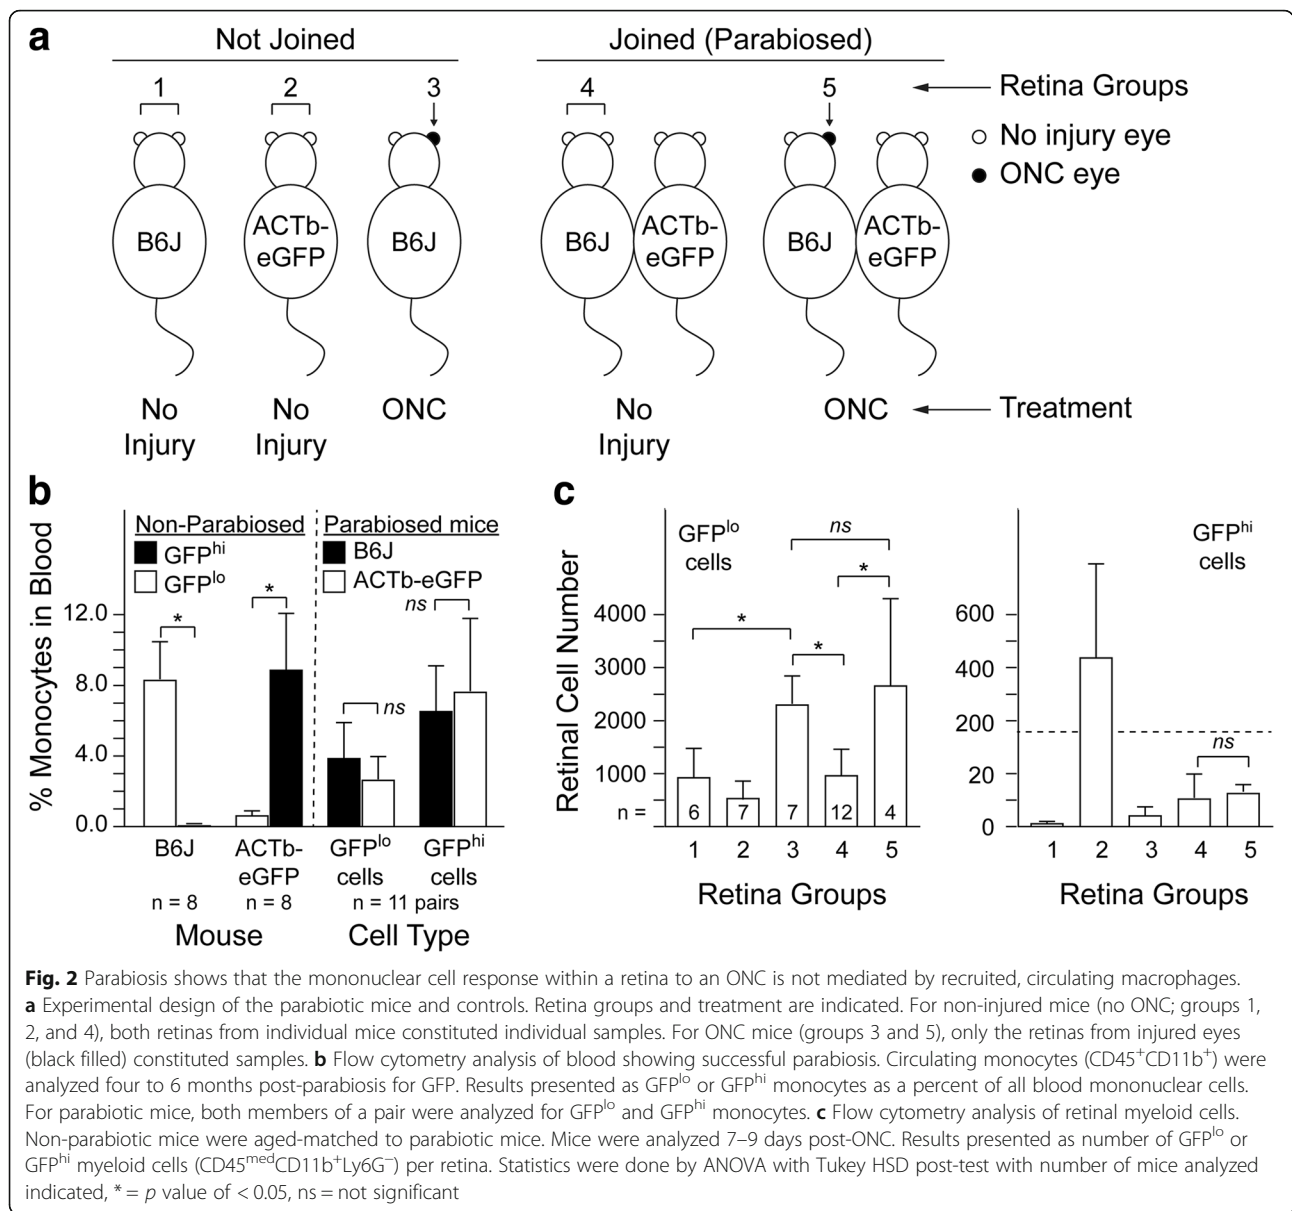 a
Not Joined
Joined (Parabiosed)
1 2 3 4 5
Retina Groups
No injury eye
ONC eye
B6J
ACTb-
eGFP
B6J
B6J
ACTb-
eGFP
B6J
ACTb-
eGFP
No
Injury
No
Injury
ONC
No
Injury
ONC
Treatment
b
% Monocytes in Blood
Non-Parabiosed
GFPhi
GFPlo
Parabiosed mice
B6J
ACTb-eGFP
12.0
8.0
4.0
0.0
*
*
ns
ns
B6J
ACTb-
eGFP
GFPlo
cells
GFPhi
cells
n = 8
n = 8
n = 11 pairs
Mouse
Cell Type
c
Retinal Cell Number
GFPlo
cells
4000
3000
2000
1000
n =
ns
*
*
*
6 7 7 12 4
1 2 3 4 5
Retina Groups
GFPhi
cells
600
400
200
20
0
ns
1 2 3 4 5
Retina Groups
Fig. 2 Parabiosis shows that the mononuclear cell response within a retina to an ONC is not mediated by recruited, circulating macrophages.
a Experimental design of the parabiotic mice and controls. Retina groups and treatment are indicated. For non-injured mice (no ONC; groups 1,
2, and 4), both retinas from individual mice constituted individual samples. For ONC mice (groups 3 and 5), only the retinas from injured eyes
(black filled) constituted samples. b Flow cytometry analysis of blood showing successful parabiosis. Circulating monocytes (CD45+CD11b+) were
analyzed four to 6 months post-parabiosis for GFP. Results presented as GFPlo or GFPhi monocytes as a percent of all blood mononuclear cells.
For parabiotic mice, both members of a pair were analyzed for GFPlo and GFPhi monocytes. c Flow cytometry analysis of retinal myeloid cells.
Non-parabiotic mice were aged-matched to parabiotic mice. Mice were analyzed 7–9 days post-ONC. Results presented as number of GFPlo or
GFPhi myeloid cells (CD45medCD11b+Ly6G−) per retina. Statistics were done by ANOVA with Tukey HSD post-test with number of mice analyzed
indicated, * = p value of < 0.05, ns = not significant